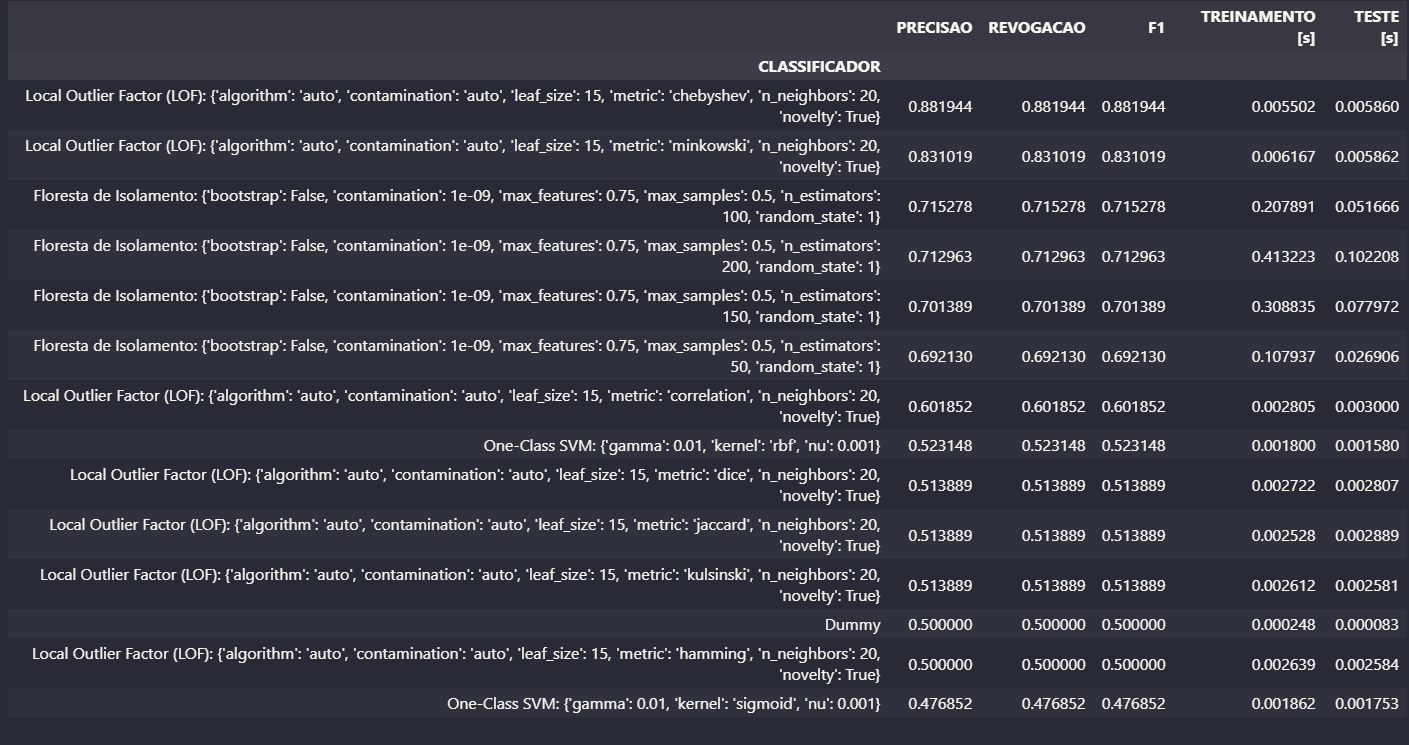 PRECISAO REVOGACAO F1 TREINAMENTO [s] TESTE [s]
CLASSIFICADOR
Local Outlier Factor (LOF): {'algorithm': 'auto', 'contamination': 'auto', 'leaf_size': 15, 'metric': 'chebyshev', 'n_neighbors': 20,
'novelty': True} 0.881944 0.881944 0.881944 0.005502 0.005860
Local Outlier Factor (LOF): {'algorithm': 'auto', 'contamination': 'auto', 'leaf_size': 15, 'metric': 'minkowski', 'n_neighbors': 20,
'novelty': True} 0.831019 0.831019 0.831019 0.006167 0.005862
Floresta de Isolamento: {'bootstrap': False, 'contamination': 1e-09, 'max_features': 0.75, 'max_samples': 0.5, 'n_estimators':
100, 'random_state': 1} 0.715278 0.715278 0.715278 0.207891 0.051666
Floresta de Isolamento: {'bootstrap': False, 'contamination': 1e-09, 'max_features': 0.75, 'max_samples': 0.5, 'n_estimators':
200, 'random_state': 1} 0.712963 0.712963 0.712963 0.413223 0.102208
Floresta de Isolamento: {'bootstrap': False, 'contamination': 1e-09, 'max_features': 0.75, 'max_samples': 0.5, 'n_estimators':
150, 'random_state': 1} 0.701389 0.701389 0.701389 0.308835 0.077972
Floresta de Isolamento: {'bootstrap': False, 'contamination': 1e-09, 'max_features': 0.75, 'max_samples': 0.5, 'n_estimators':
50, 'random_state': 1} 0.692130 0.692130 0.692130 0.107937 0.026906
Local Outlier Factor (LOF): {'algorithm': 'auto', 'contamination': 'auto', 'leaf_size': 15, 'metric': 'correlation', 'n_neighbors': 20,
'novelty': True} 0.601852 0.601852 0.601852 0.002805 0.003000
One-Class SVM: {'gamma': 0.01, 'kernel': 'rbf', 'nu': 0.001} 0.523148 0.523148 0.523148 0.001800 0.001580
Local Outlier Factor (LOF): {'algorithm': 'auto', 'contamination': 'auto', 'leaf_size': 15, 'metric': 'dice', 'n_neighbors': 20,
'novelty': True} 0.513889 0.513889 0.513889 0.002722 0.002807
Local Outlier Factor (LOF): {'algorithm': 'auto', 'contamination': 'auto', 'leaf_size': 15, 'metric': 'jaccard', 'n_neighbors': 20,
'novelty': True} 0.513889 0.513889 0.513889 0.002528 0.002889
Local Outlier Factor (LOF): {'algorithm': 'auto', 'contamination': 'auto', 'leaf_size': 15, 'metric': 'kulsinski', 'n_neighbors': 20,
'novelty': True} 0.513889 0.513889 0.513889 0.002612 0.002581
Dummy 0.500000 0.500000 0.500000 0.000248 0.000083
Local Outlier Factor (LOF): {'algorithm': 'auto', 'contamination': 'auto', 'leaf_size': 15, 'metric': 'hamming', 'n_neighbors': 20,
'novelty': True} 0.500000 0.500000 0.500000 0.002639 0.002584
One-Class SVM: {'gamma': 0.01, 'kernel': 'sigmoid', 'nu': 0.001} 0.476852 0.476852 0.476852 0.001862 0.001753